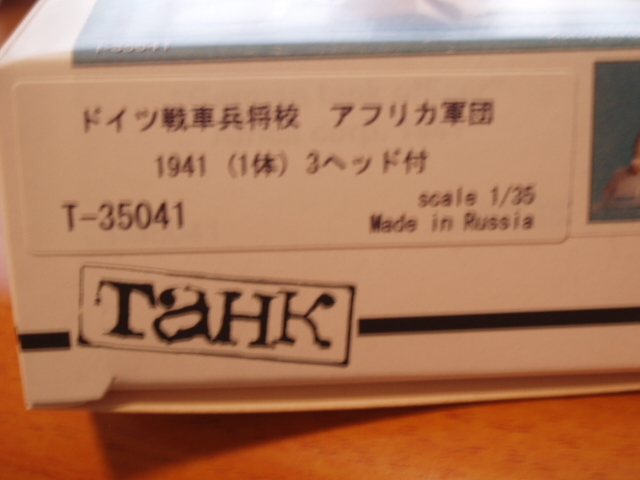 ドイツ戦車兵将校 アフリカ軍団
1941 (1体) 3ヘッド付
T-35041
scale 1/35
Made in Russia
танк